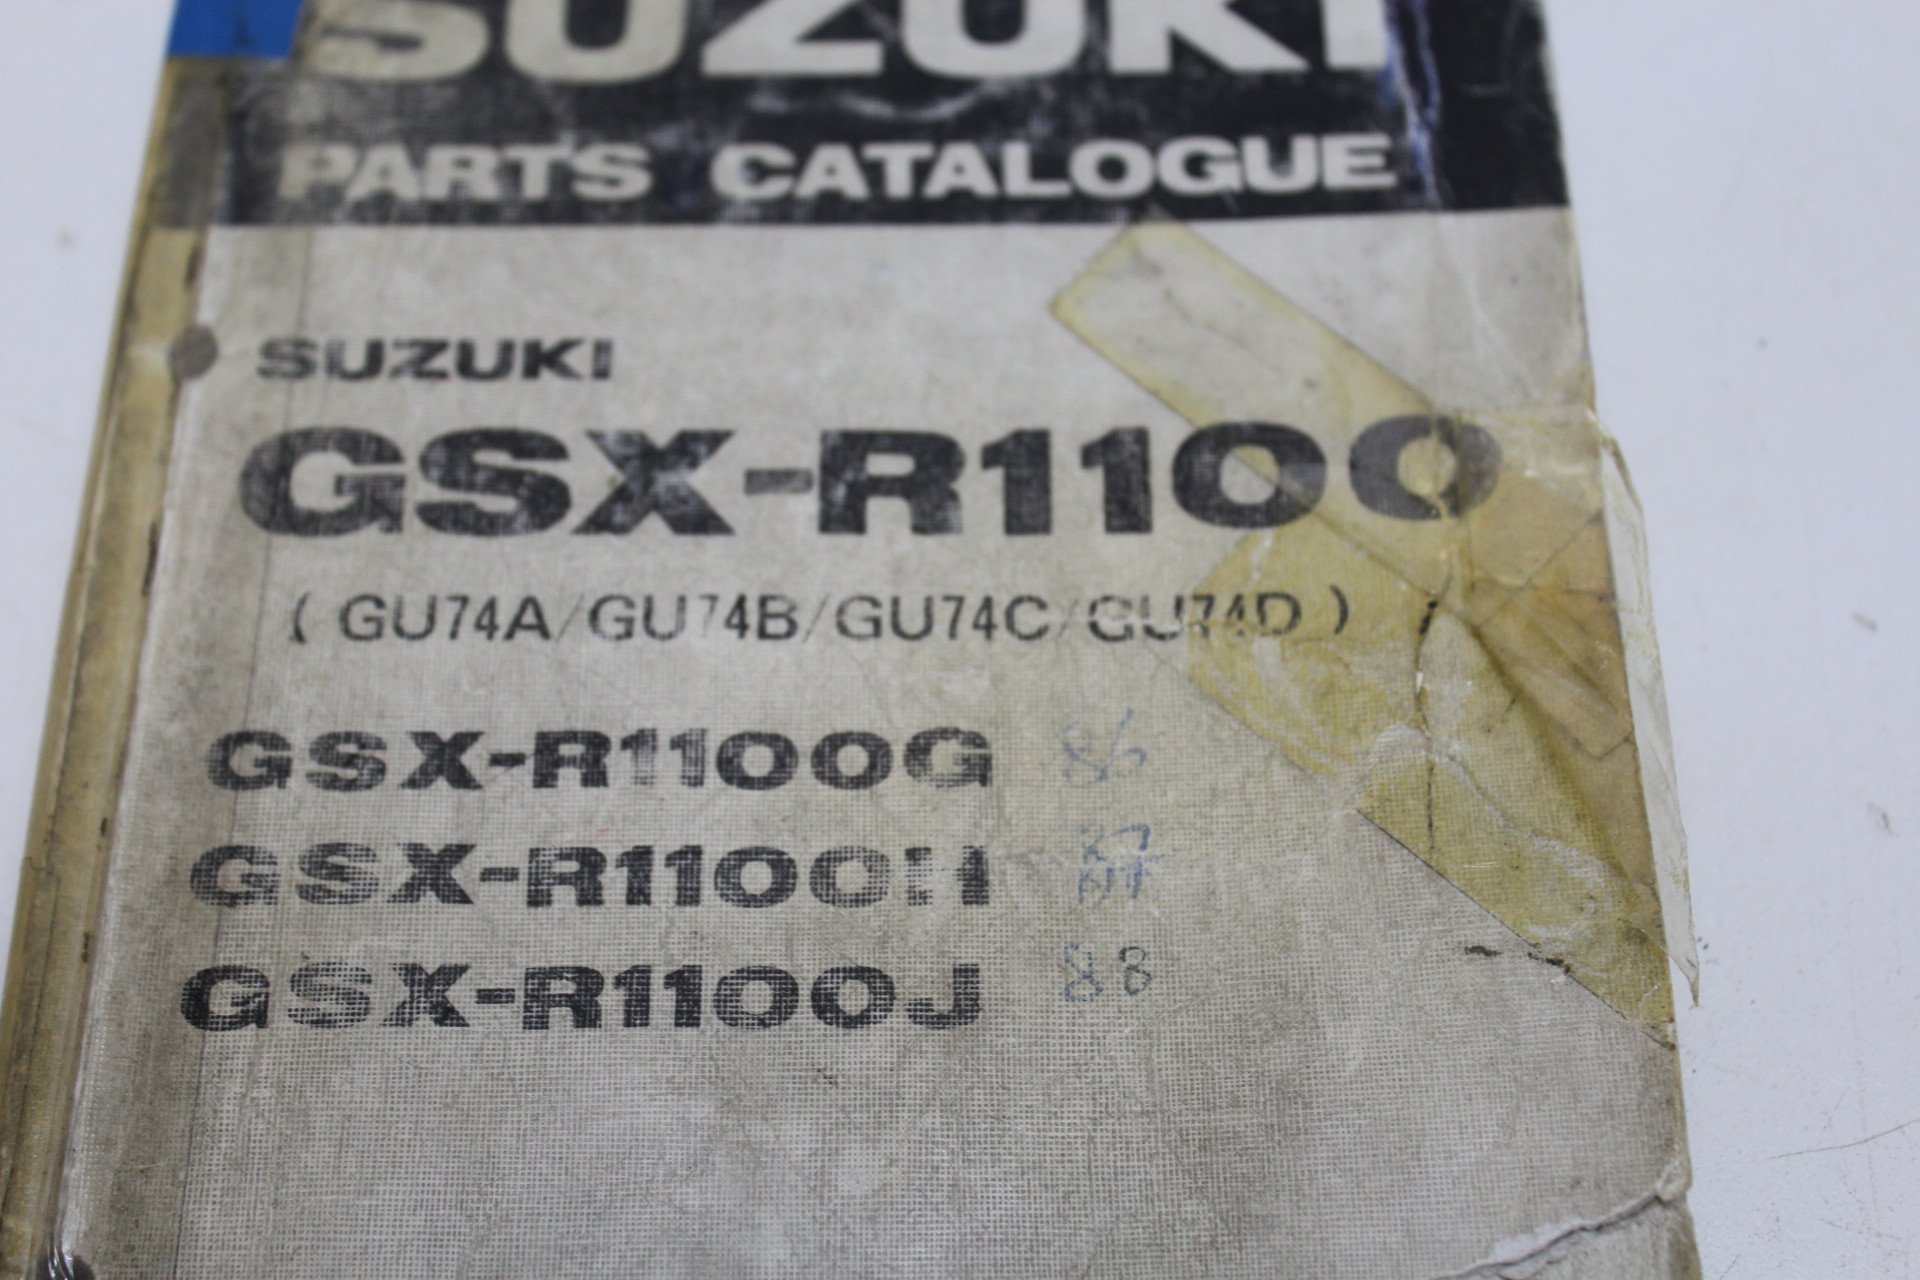 SUZUKI
PARTS CATALOGUE
SUZUKI
GSX-R1100
( GU74A/GU74B/GU74C/GU74D )
GSX-R1100G 86
GSX-R1100H 87
GSX-R1100J 88